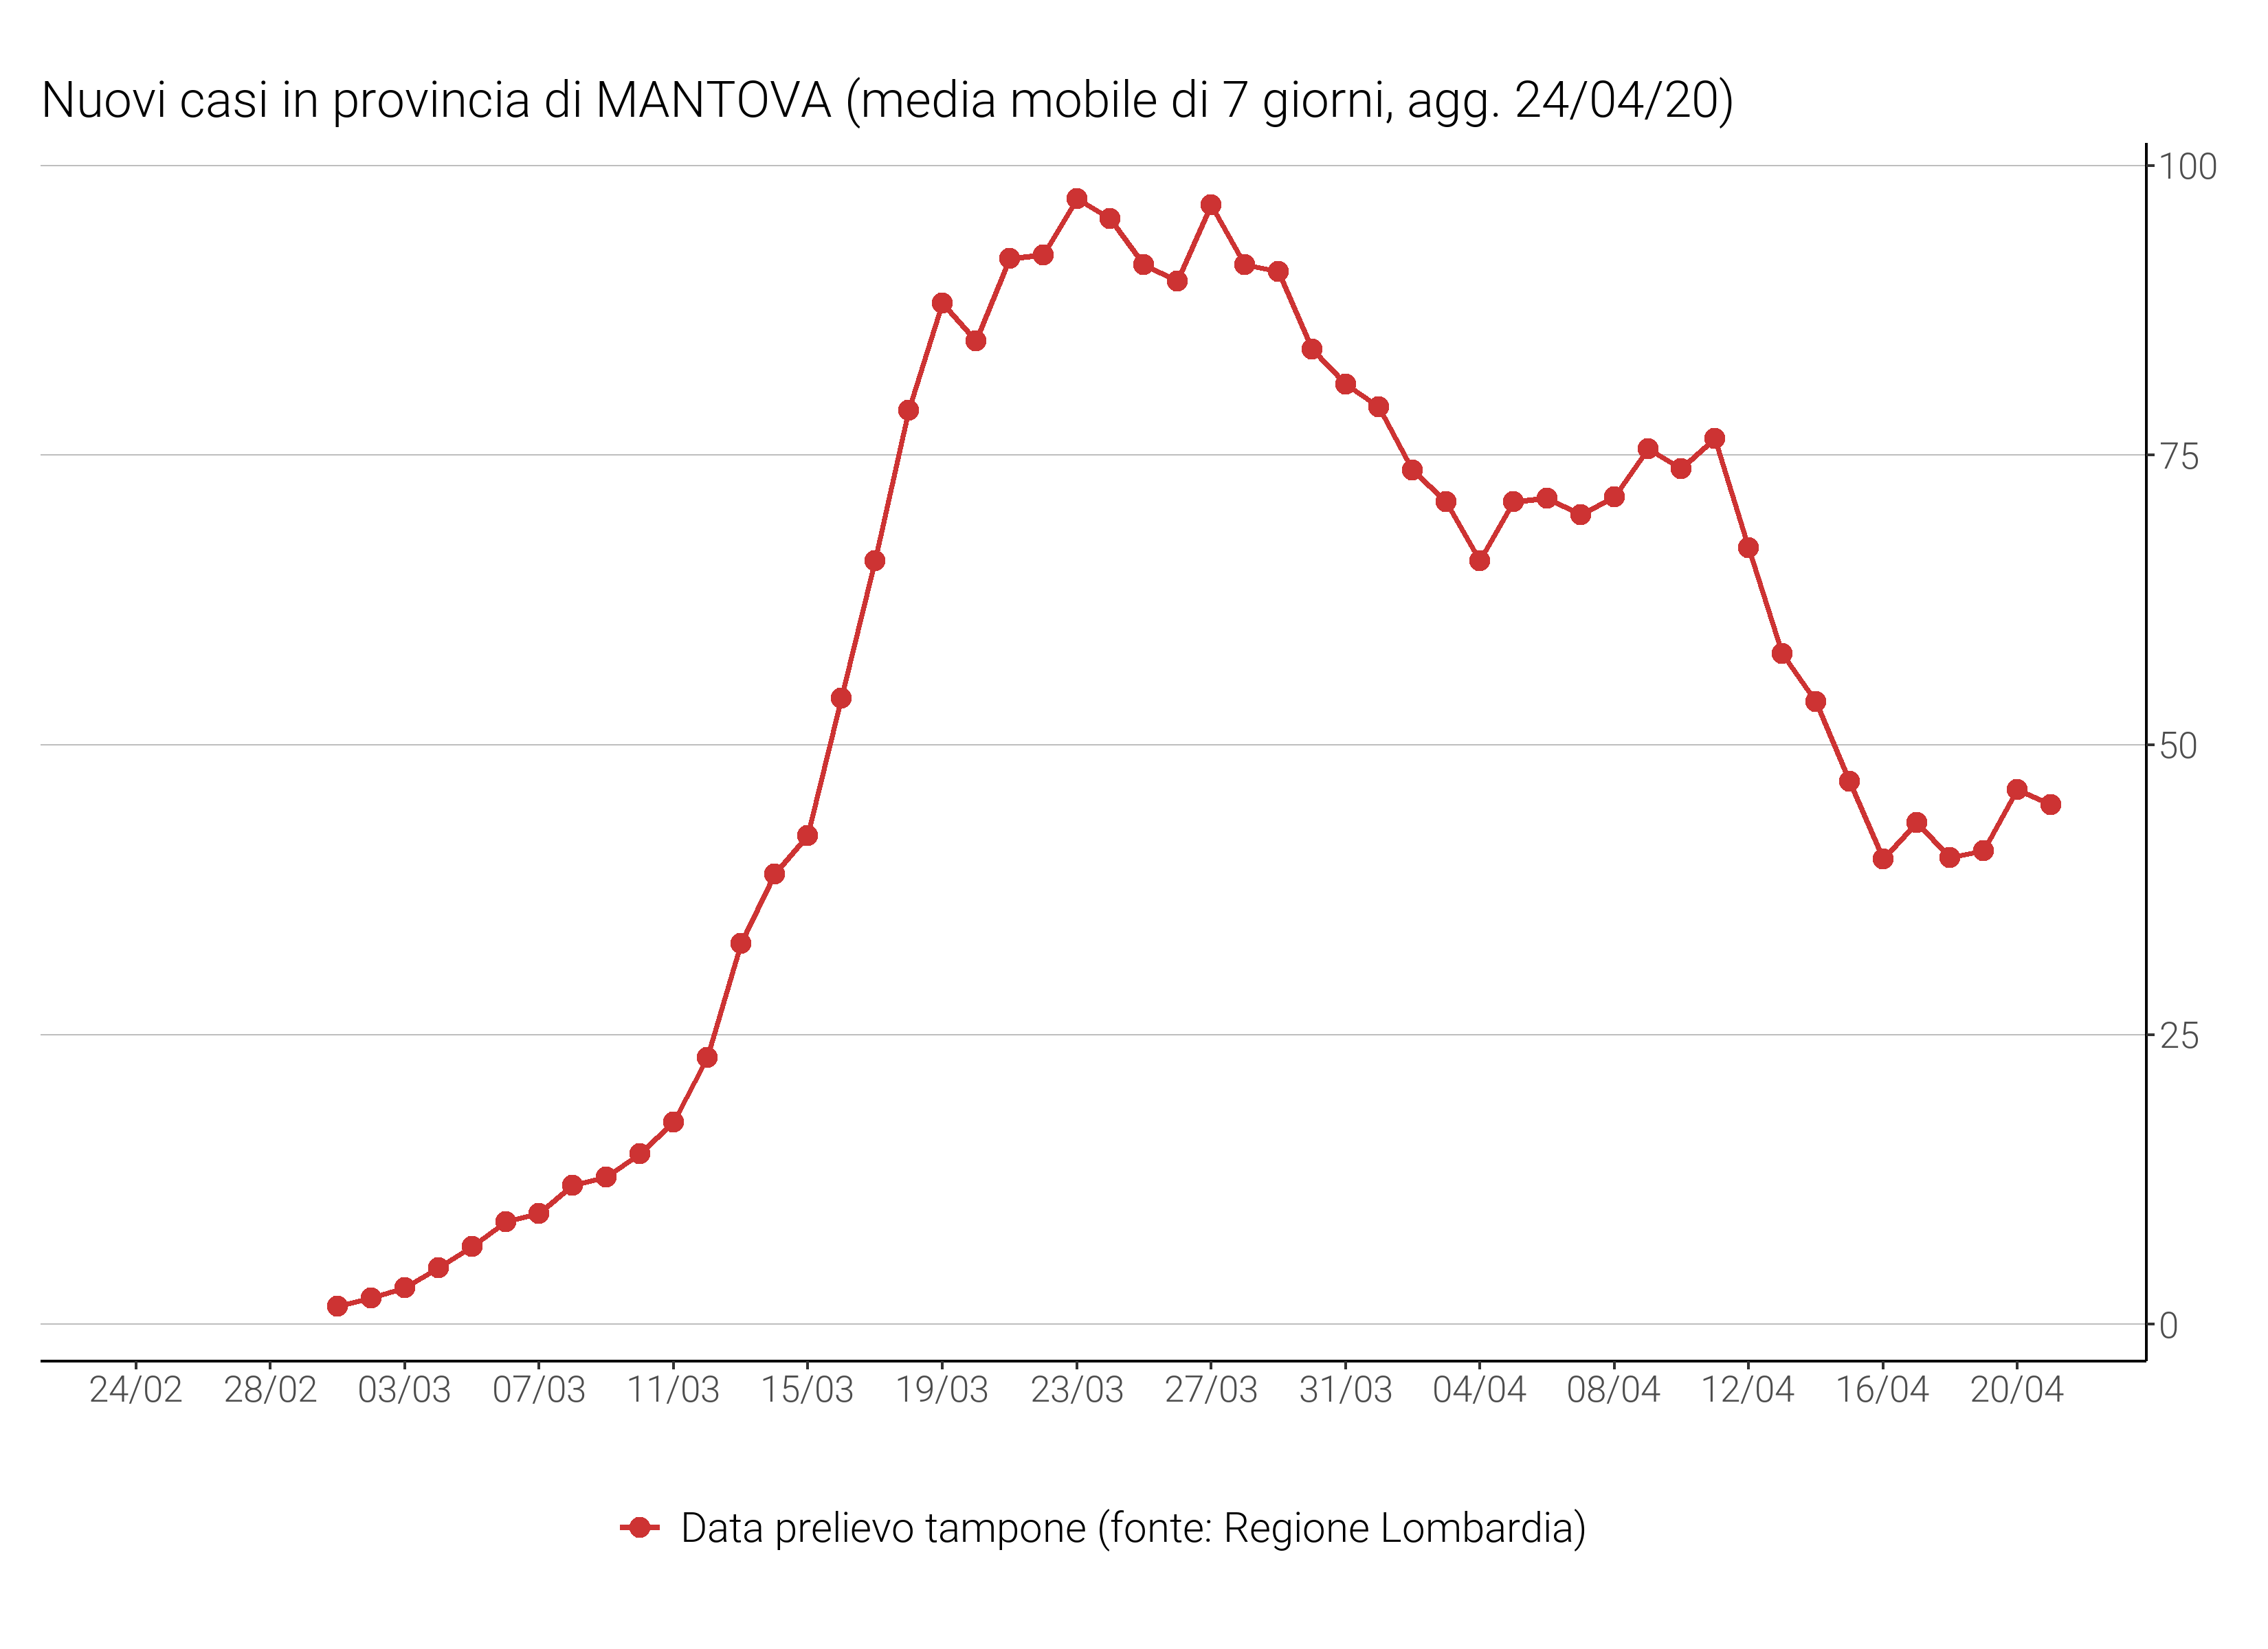 Nuovi casi in provincia di MANTOVA (media mobile di 7 giorni, agg. 24/04/20)
100
75
50
25
0
24/02 28/02 03/03 07/03 11/03 15/03 19/03 23/03 27/03 31/03 04/04 08/04 12/04 16/04 20/04
Data prelievo tampone (fonte: Regione Lombardia)